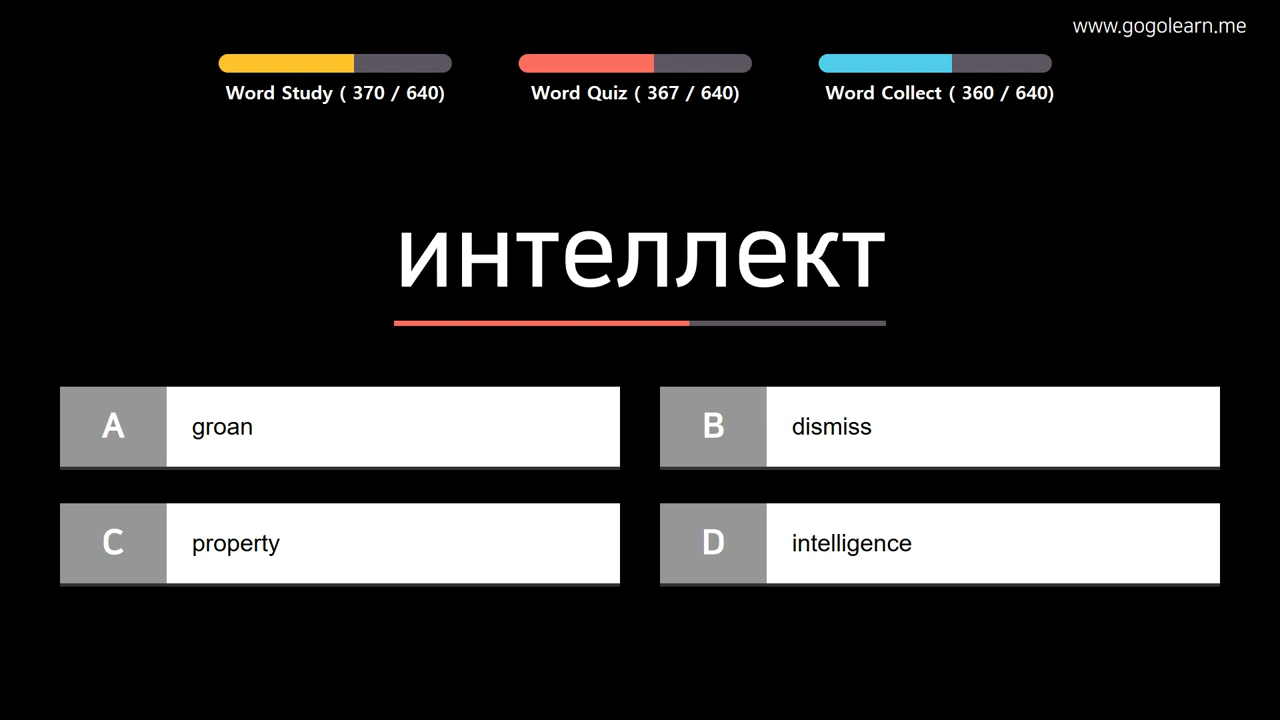 www.gogolearn.me
Word Study ( 370 / 640)
Word Quiz ( 367 / 640)
Word Collect ( 360 / 640)
интеллект
A groan
B dismiss
C property
D intelligence